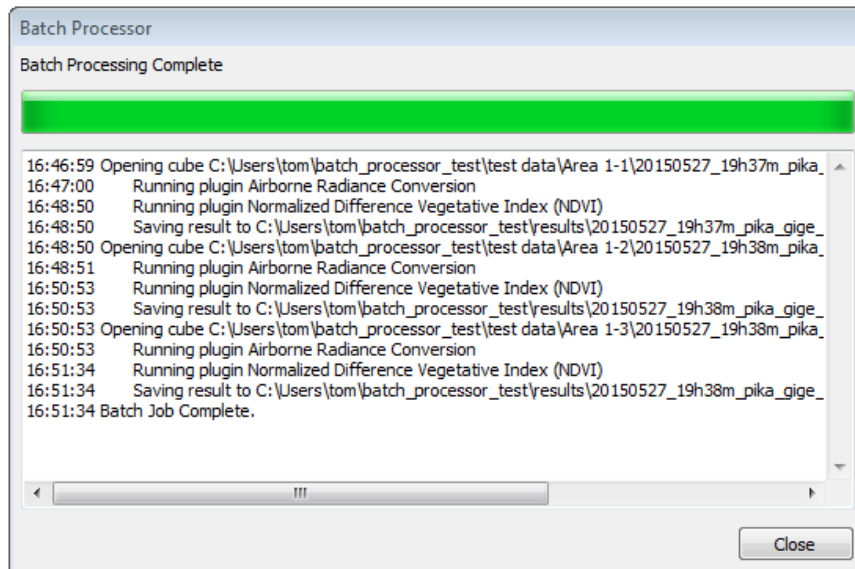 Batch Processor
Batch Processing Complete
16:46:59 Opening cube C:\Users\tom\batch_processor_test\test data\Area 1-1\20150527_19h37m_pika_
16:47:00 Running plugin Airborne Radiance Conversion
16:48:50 Running plugin Normalized Difference Vegetative Index (NDVI)
16:48:50 Saving result to C:\Users\tom\batch_processor_test\results\20150527_19h37m_pika_gige_
16:48:50 Opening cube C:\Users\tom\batch_processor_test\test data\Area 1-2\20150527_19h38m_pika_
16:48:51 Running plugin Airborne Radiance Conversion
16:50:53 Running plugin Normalized Difference Vegetative Index (NDVI)
16:50:53 Saving result to C:\Users\tom\batch_processor_test\results\20150527_19h38m_pika_gige_
16:50:53 Opening cube C:\Users\tom\batch_processor_test\test data\Area 1-3\20150527_19h38m_pika_
16:50:53 Running plugin Airborne Radiance Conversion
16:51:34 Running plugin Normalized Difference Vegetative Index (NDVI)
16:51:34 Saving result to C:\Users\tom\batch_processor_test\results\20150527_19h38m_pika_gige_
16:51:34 Batch Job Complete.
Close